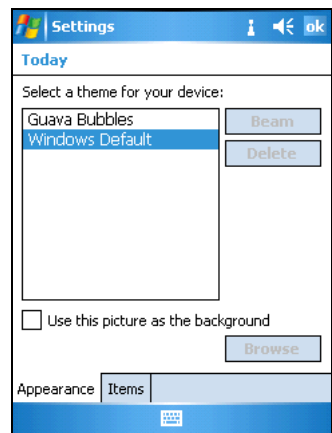 Settings
ok
Today
Select a theme for your device:
Guava Bubbles
Beam
Windows Default
Delete
Use this picture as the background
Browse
Appearance
Items